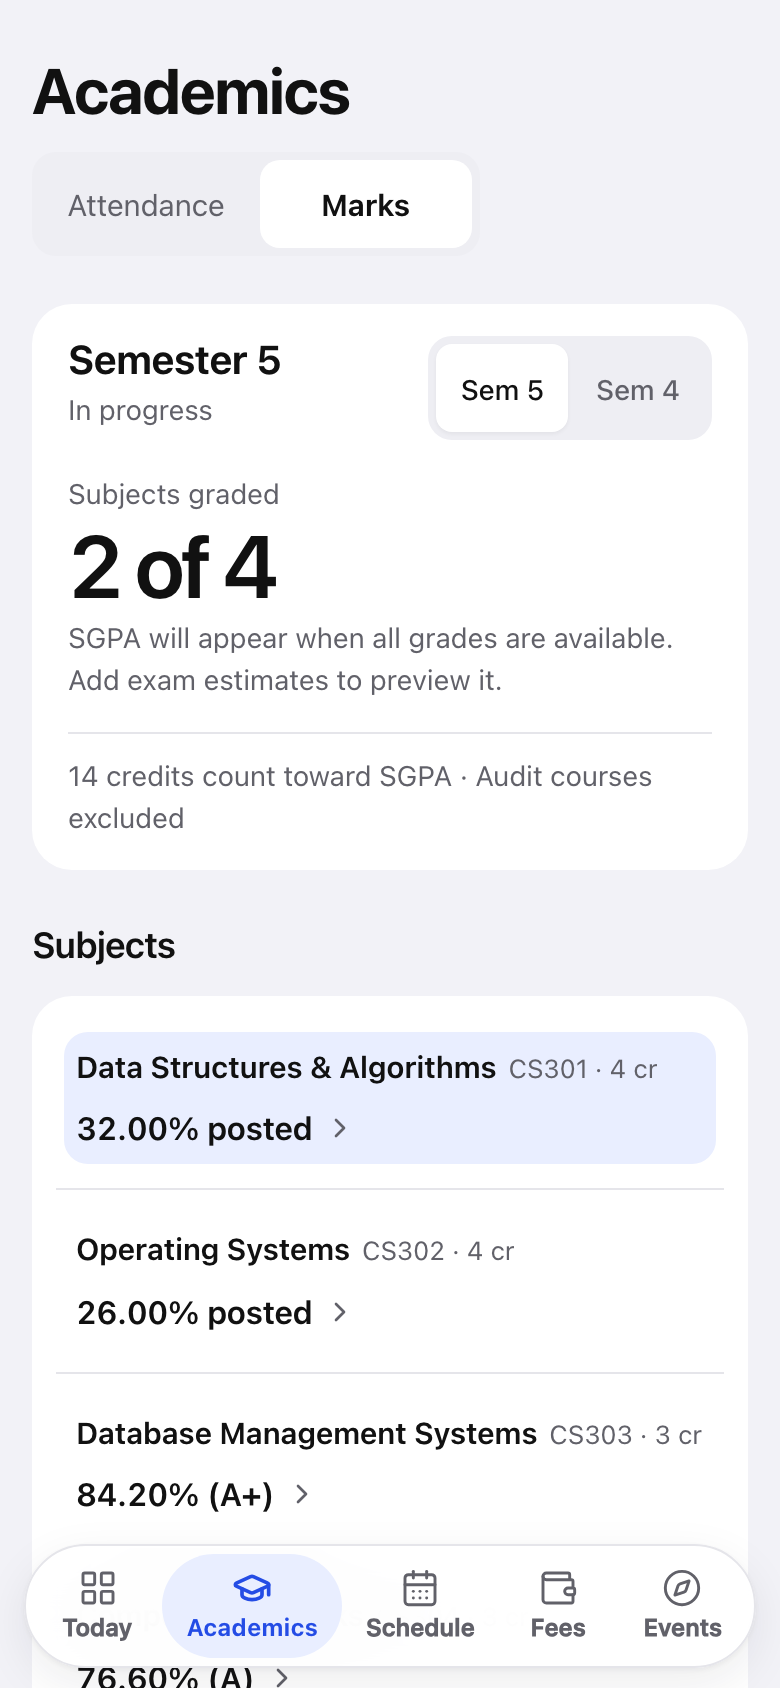 Academics
Attendance
Marks
Semester 5
In progress
Sem 5
Sem 4
Subjects graded
2 of 4
SGPA will appear when all grades are available.
Add exam estimates to preview it.
14 credits count toward SGPA · Audit courses
excluded
Subjects
Data Structures & Algorithms CS301 · 4 cr
32.00% posted
Operating Systems CS302 · 4 cr
26.00% posted
Database Management Systems CS303 · 3 cr
84.20% (A+)
Today
Academics
Schedule
Fees
Events
76.60% (A)